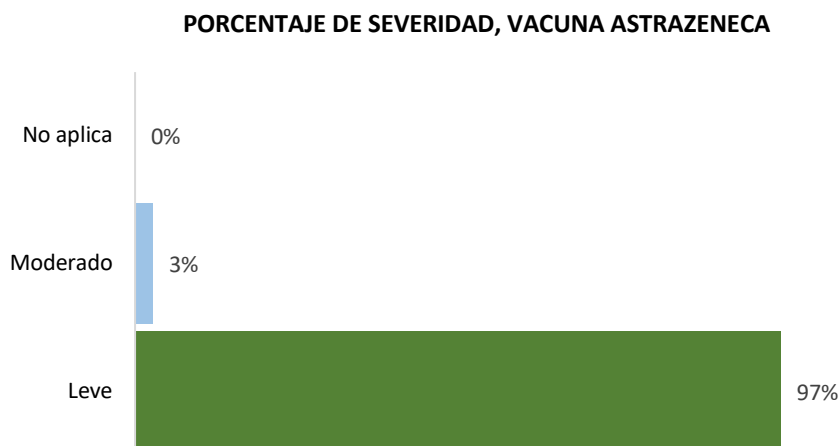 PORCENTAJE DE SEVERIDAD, VACUNA ASTRAZENECA
No aplica
0%
Moderado
3%
Leve
97%